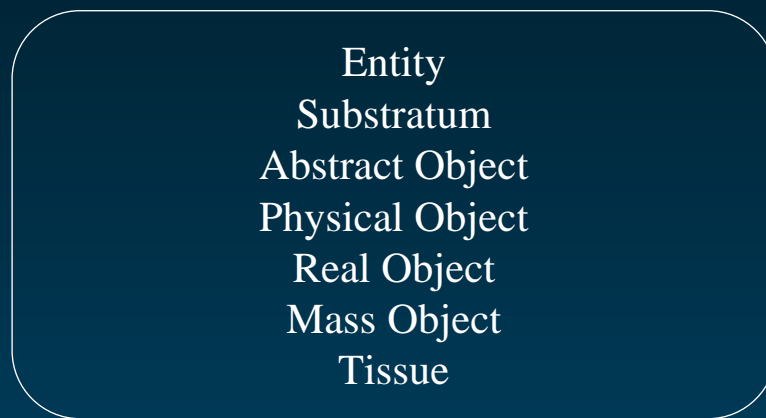 Entity
Substratum
Abstract Object
Physical Object
Real Object
Mass Object
Tissue